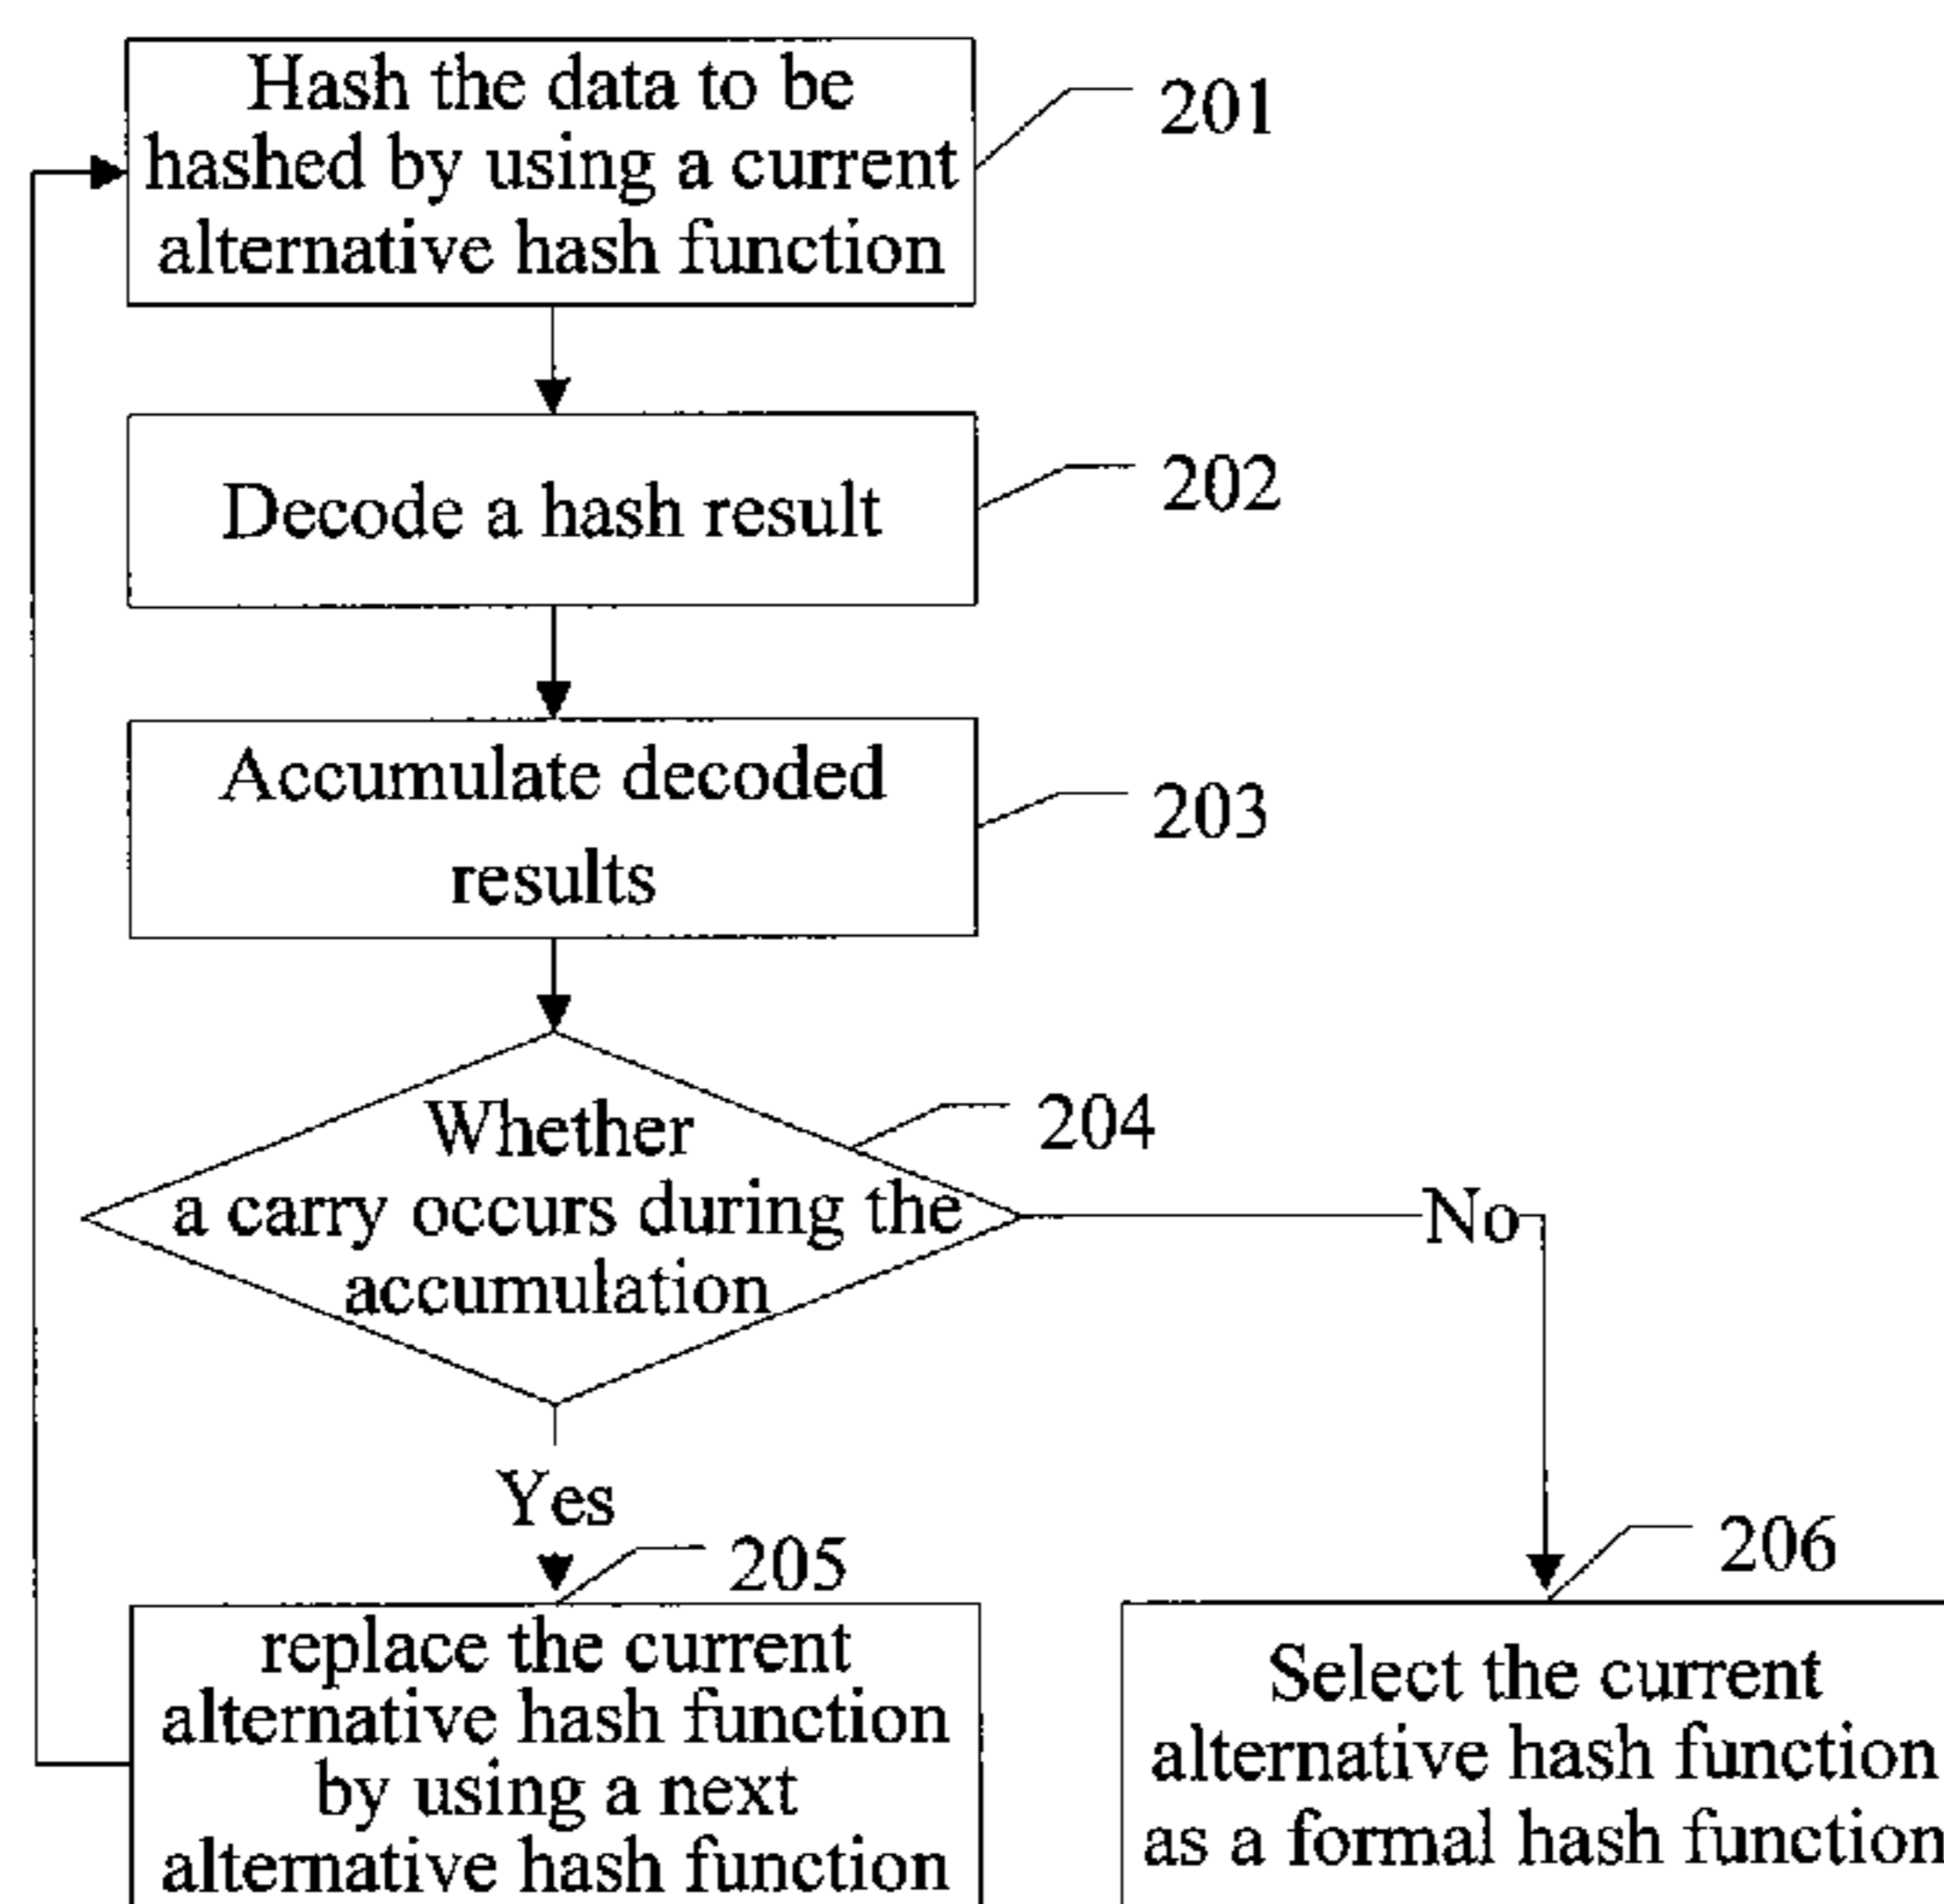 Hash the data to be
hashed by using a current
alternative hash function
201
Decode a hash result
202
Accumulate decoded
results
203
Whether
a carry occurs during the
accumulation
204
No
Yes
205
replace the current
alternative hash function
by using a next
alternative hash function
206
Select the current
alternative hash function
as a formal hash function